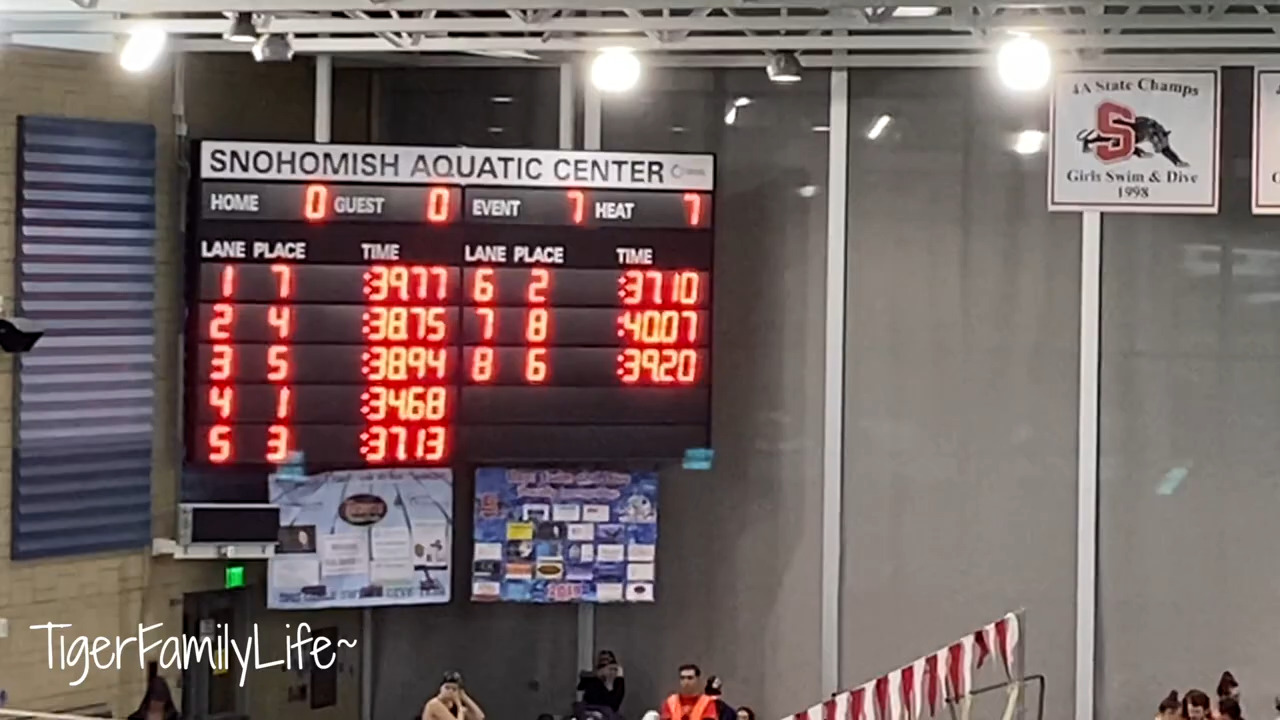 4A State Champs
S
Girls Swim & Dive
1998
SNOHOMISH AQUATIC CENTER
HOME 0 GUEST 0 EVENT 7 HEAT 7
LANE PLACE TIME LANE PLACE TIME
1 7 :39.77 6 2 :37.10
2 4 :38.75 7 8 :40.07
3 5 :38.94 8 6 :39.20
4 1 :34.68
5 3 :37.13
2019
TigerFamilyLife~